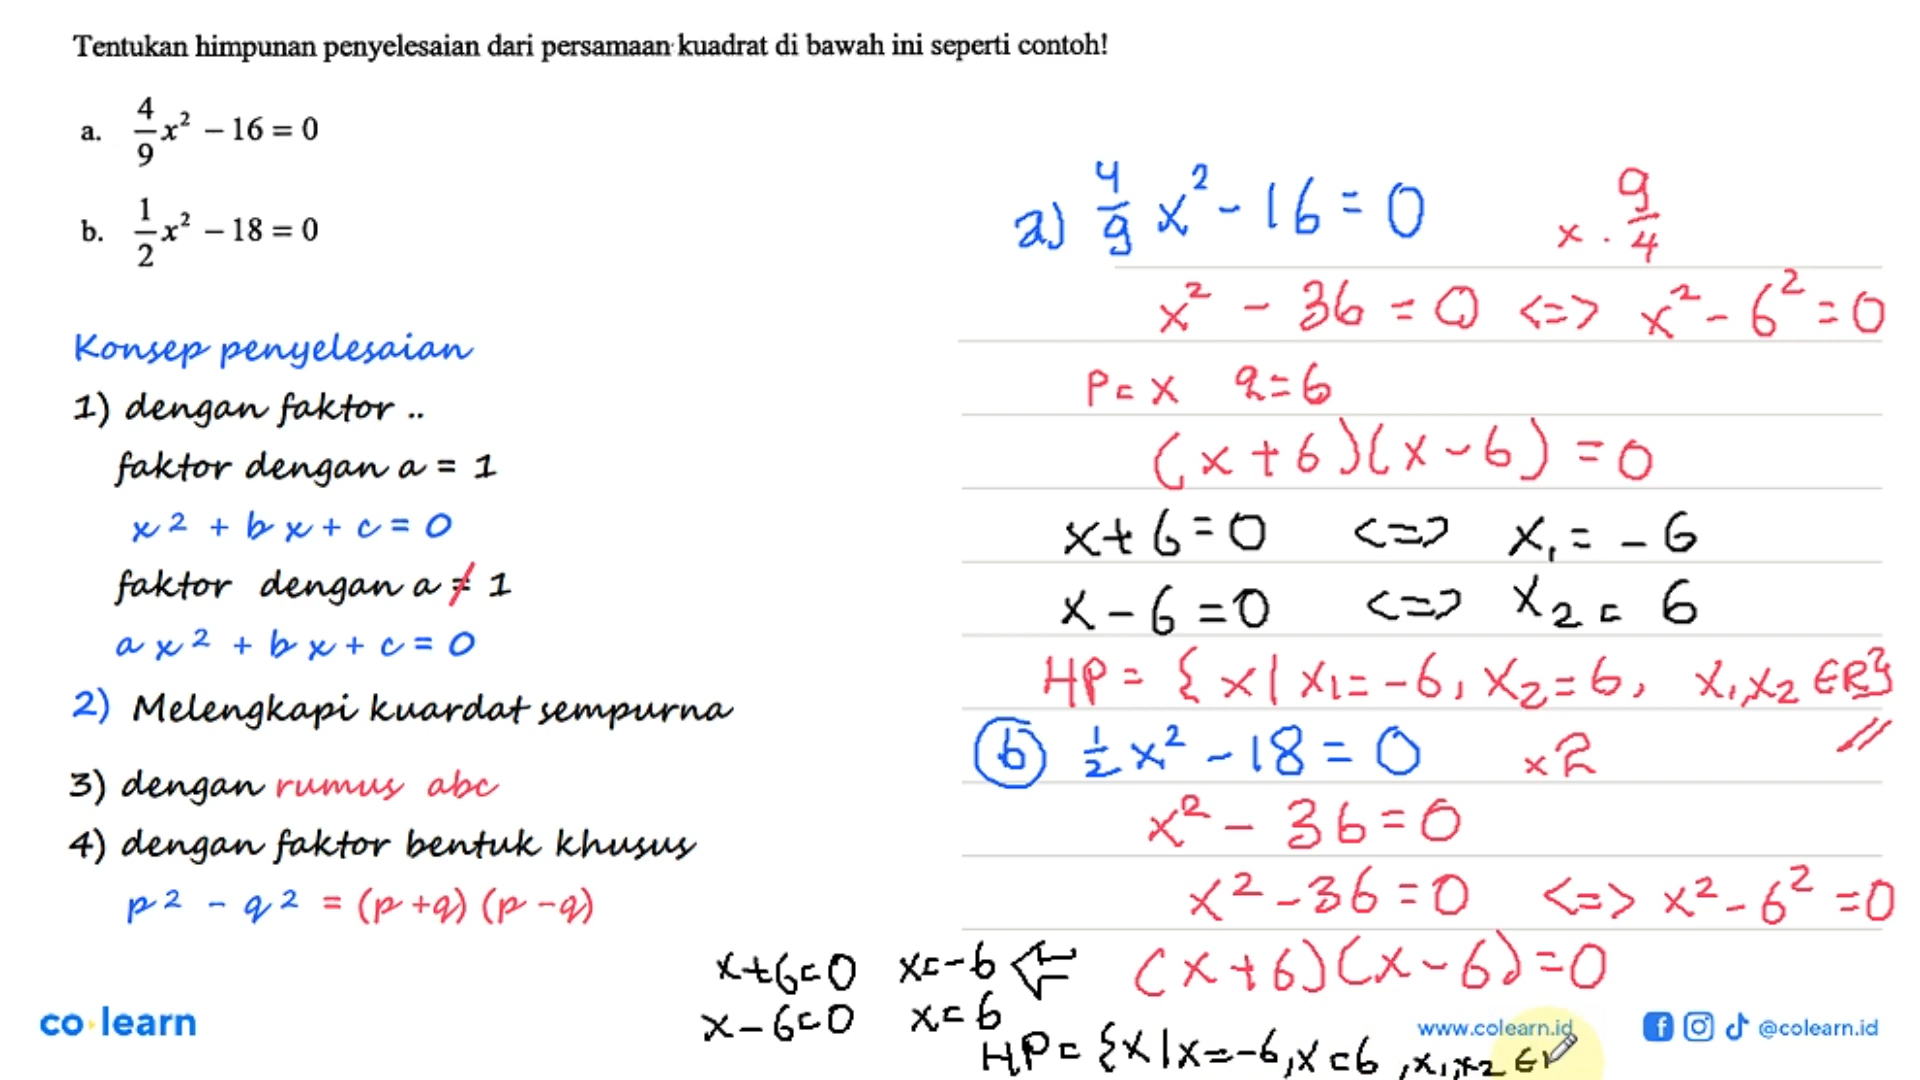 Tentukan himpunan penyelesaian dari persamaan kuadrat di bawah ini seperti contoh!
a. 4/9 x² – 16 = 0
b. 1/2 x² – 18 = 0
Konsep penyelesaian
1) dengan faktor ..
faktor dengan a = 1
x² + bx + c = 0
faktor dengan a ≠ 1
ax² + bx + c = 0
2) Melengkapi kuardat sempurna
3) dengan rumus abc
4) dengan faktor bentuk khusus
p² - q² = (p+q) (p-q)
a) 4/9 x² - 16 = 0 x . 9/4
x² - 36 = 0 <=> x² - 6² = 0
P = x q = 6
(x+6)(x-6) = 0
x+6=0 <=> x₁ = -6
x-6=0 <=> x₂ = 6
HP = {x | x₁ = -6, x₂ = 6, x₁,x₂ ∈ R}
b) 1/2 x² - 18 = 0 x2
x² - 36 = 0
x² - 36 = 0 <=> x² - 6² = 0
(x+6)(x-6) = 0
x+6=0 x=-6 <=
x-6=0 x=6
HP = {x | x=-6, x=6, x₁,x₂ ∈
co learn
www.colearn.id @colearn.id